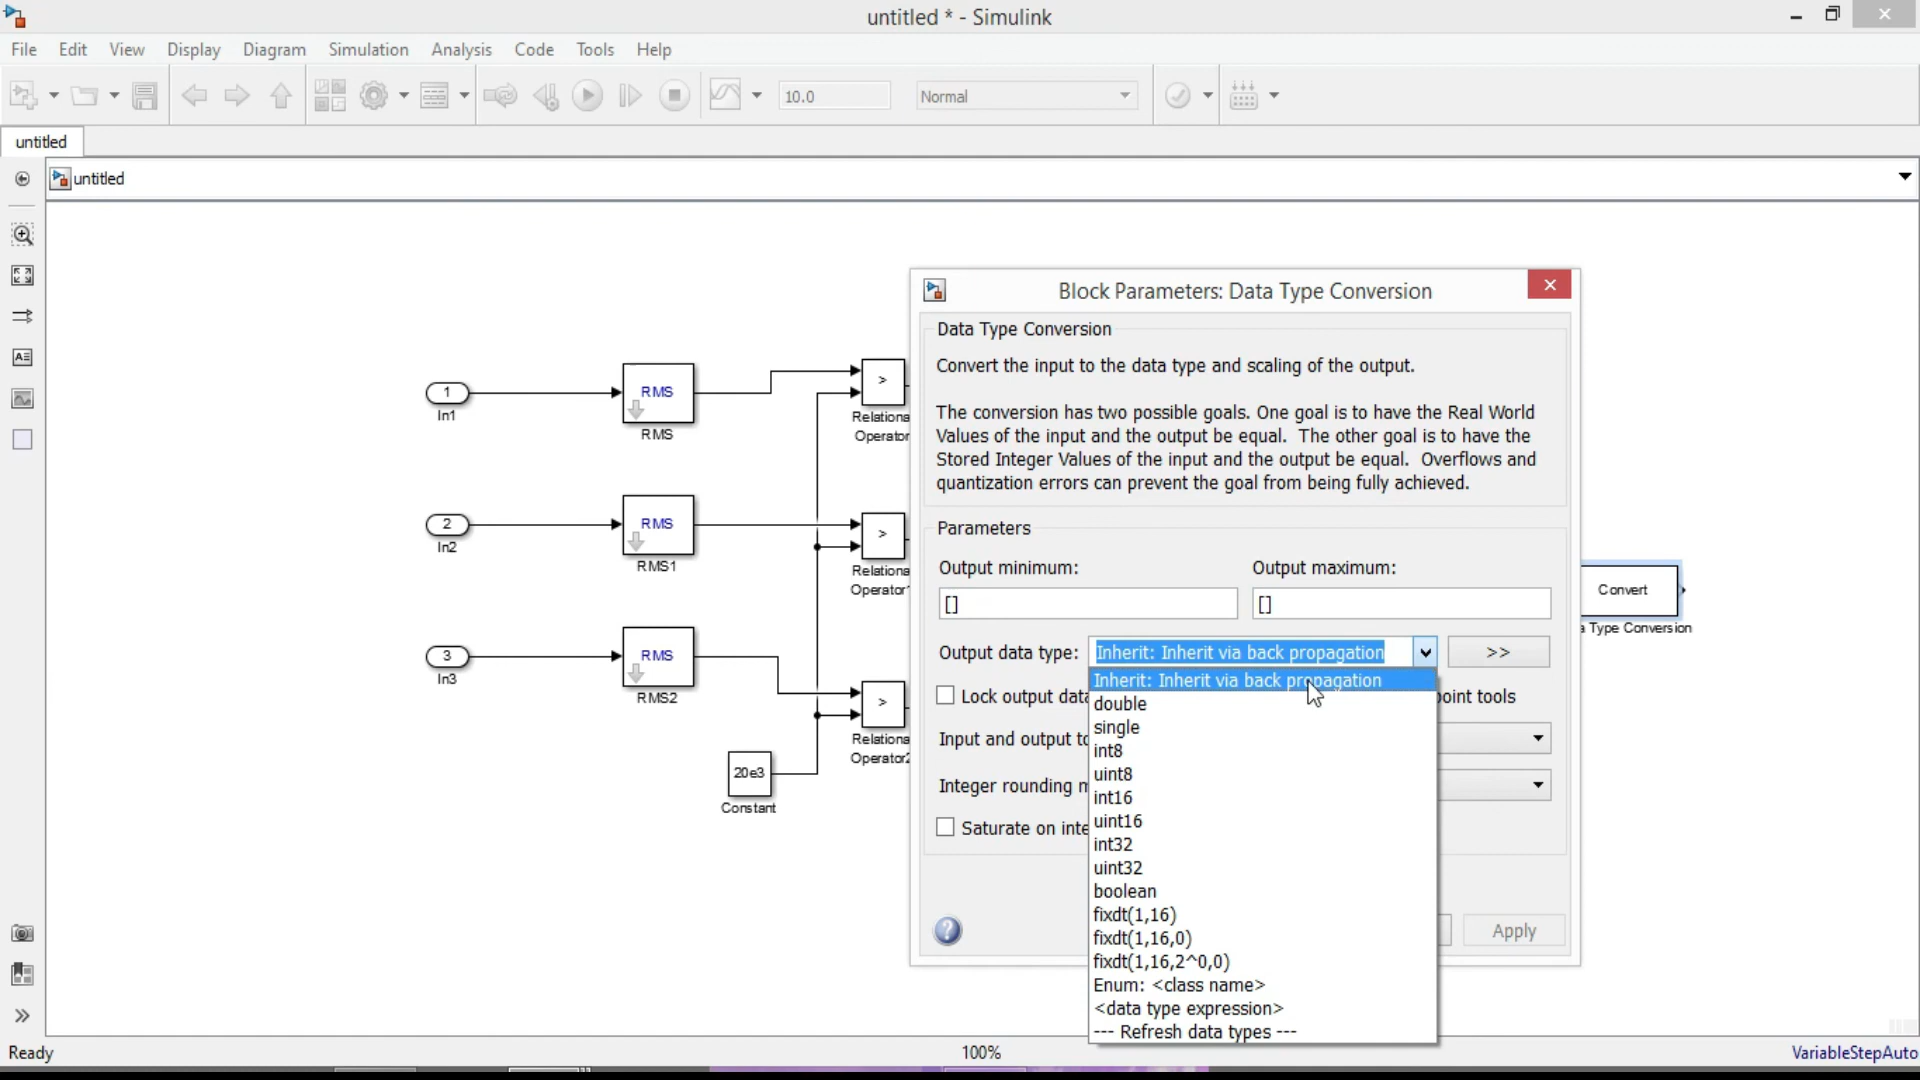 untitled * - Simulink
File Edit View Display Diagram Simulation Analysis Code Tools Help
10.0 Normal
untitled
untitled
Block Parameters: Data Type Conversion
Data Type Conversion
Convert the input to the data type and scaling of the output.
The conversion has two possible goals. One goal is to have the Real World
Values of the input and the output be equal. The other goal is to have the
Stored Integer Values of the input and the output be equal. Overflows and
quantization errors can prevent the goal from being fully achieved.
Parameters
Output minimum: Output maximum:
[] []
Output data type: Inherit: Inherit via back propagation >>
Inherit: Inherit via back propagation
double
single
int8
uint8
int16
uint16
int32
uint32
boolean
fixdt(1,16)
fixdt(1,16,0)
fixdt(1,16,2^0,0)
Enum: <class name>
<data type expression>
--- Refresh data types ---
Lock output data
oint tools
Input and output to
Integer rounding m
Saturate on inte
Apply
1
In1
RMS
RMS
>
Relationa
Operator
2
In2
RMS
RMS1
>
Relationa
Operator1
3
In3
RMS
RMS2
>
Relationa
Operator2
20e3
Constant
Convert
a Type Conversion
Ready 100% VariableStepAuto